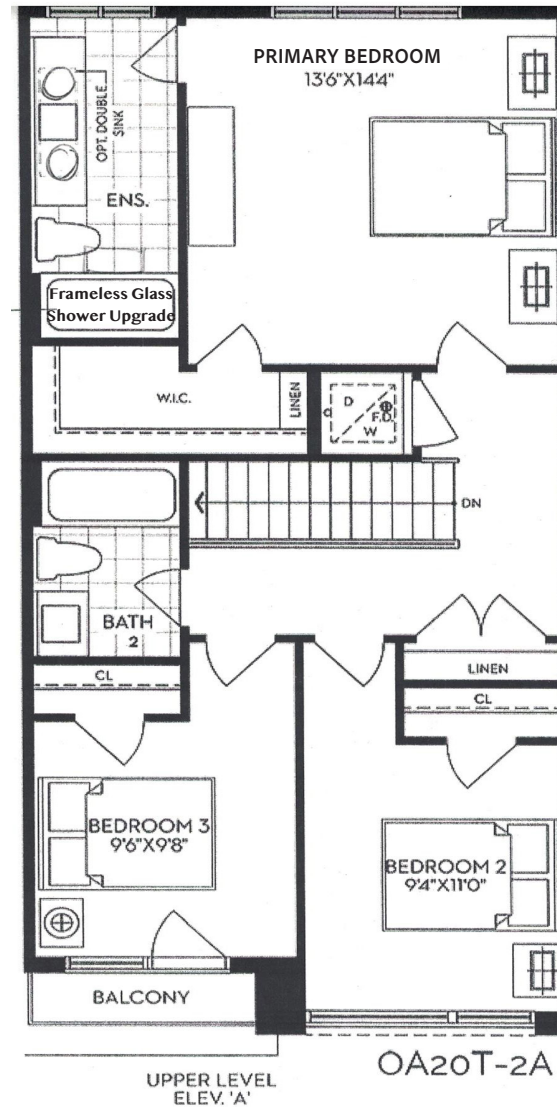 PRIMARY BEDROOM
13'6"X14'4"
OPT. DOUBLE
SINK
ENS.
Frameless Glass
Shower Upgrade
W.I.C.
LINEN
D
F.D.
W
DN
BATH
2
LINEN
CL
CL
BEDROOM 3
9'6"X9'8"
BEDROOM 2
9'4"X11'0"
BALCONY
OA20T-2A
UPPER LEVEL
ELEV. 'A'